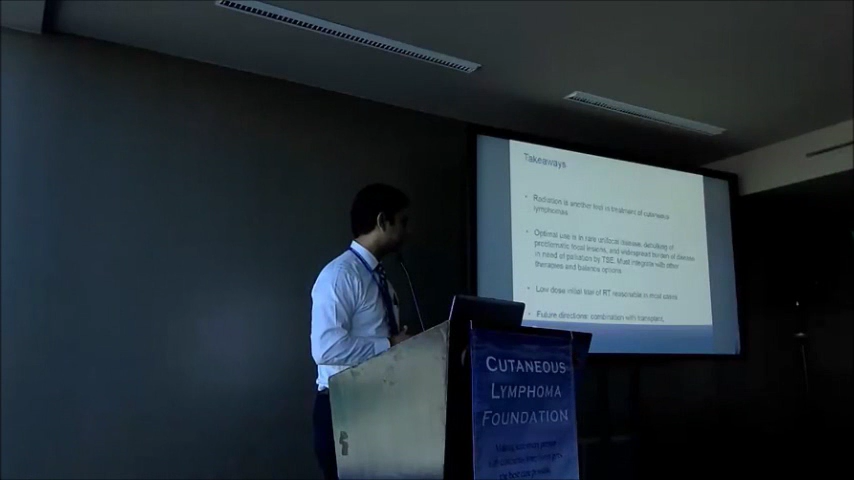 Takeaways
• Radiation is another tool in treatment of cutaneous
lymphomas.
• Optimal use is in rare unifocal disease, debulking of
problematic focal lesions, and widespread burden of disease
in need of palliation by TSE. Must integrate with other
therapies and balance options.
• Low dose initial trial of RT reasonable in most cases.
• Future directions: combination with transplant,
CUTANEOUS
LYMPHOMA
FOUNDATION